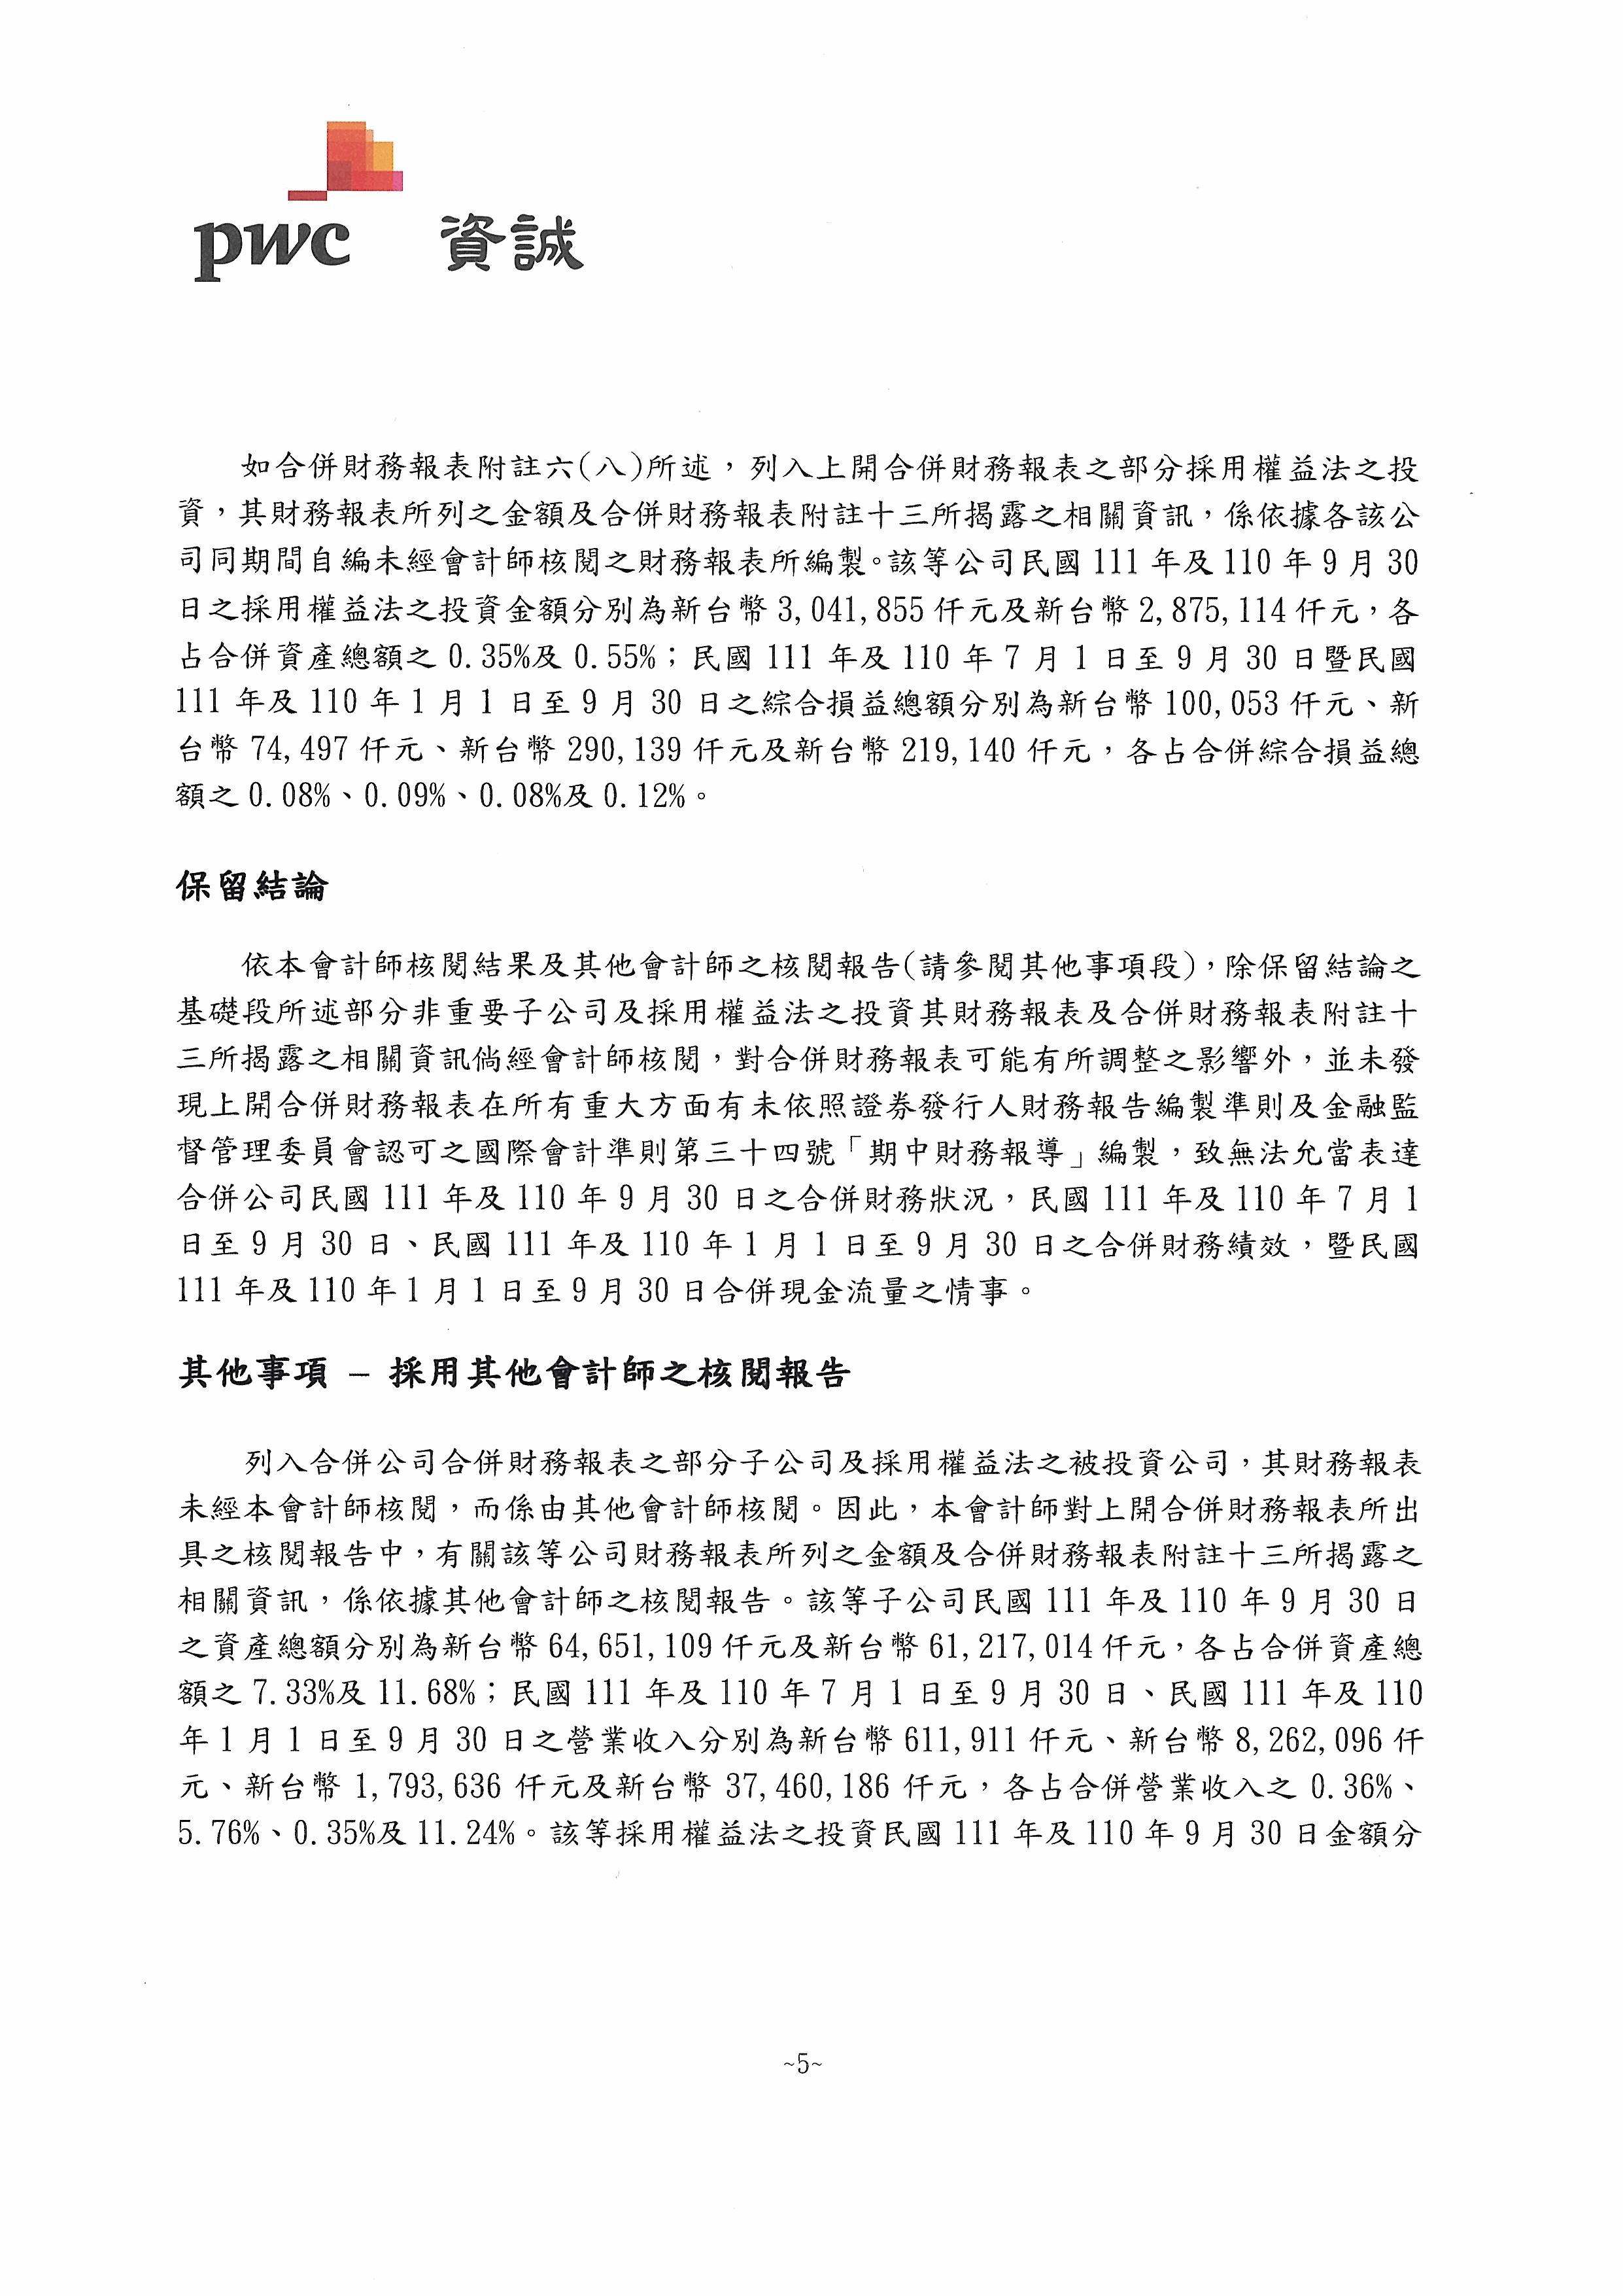 pwc 資誠
如合併財務報表附註六(八)所述，列入上開合併財務報表之部分採用權益法之投
資，其財務報表所列之金額及合併財務報表附註十三所揭露之相關資訊，係依據各該公
司同期間自編未經會計師核閱之財務報表所編製。該等公司民國 111 年及 110 年 9 月 30
日之採用權益法之投資金額分別為新台幣 3,041,855 仟元及新台幣 2,875,114 仟元，各
占合併資產總額之 0.35%及 0.55%；民國 111 年及 110 年 7 月 1 日至 9 月 30 日暨民國
111 年及 110 年 1 月 1 日至 9 月 30 日之綜合損益總額分別為新台幣 100,053 仟元、新
台幣 74,497 仟元、新台幣 290,139 仟元及新台幣 219,140 仟元，各占合併綜合損益總
額之 0.08%、0.09%、0.08%及 0.12%。
保留結論
依本會計師核閱結果及其他會計師之核閱報告(請參閱其他事項段)，除保留結論之
基礎段所述部分非重要子公司及採用權益法之投資其財務報表及合併財務報表附註十
三所揭露之相關資訊倘經會計師核閱，對合併財務報表可能有所調整之影響外，並未發
現上開合併財務報表在所有重大方面有未依照證券發行人財務報告編製準則及金融監
督管理委員會認可之國際會計準則第三十四號「期中財務報導」編製，致無法允當表達
合併公司民國 111 年及 110 年 9 月 30 日之合併財務狀況，民國 111 年及 110 年 7 月 1
日至 9 月 30 日、民國 111 年及 110 年 1 月 1 日至 9 月 30 日之合併財務績效，暨民國
111 年及 110 年 1 月 1 日至 9 月 30 日合併現金流量之情事。
其他事項 – 採用其他會計師之核閱報告
列入合併公司合併財務報表之部分子公司及採用權益法之被投資公司，其財務報表
未經本會計師核閱，而係由其他會計師核閱。因此，本會計師對上開合併財務報表所出
具之核閱報告中，有關該等公司財務報表所列之金額及合併財務報表附註十三所揭露之
相關資訊，係依據其他會計師之核閱報告。該等子公司民國 111 年及 110 年 9 月 30 日
之資產總額分別為新台幣 64,651,109 仟元及新台幣 61,217,014 仟元，各占合併資產總
額之 7.33%及 11.68%；民國 111 年及 110 年 7 月 1 日至 9 月 30 日、民國 111 年及 110
年 1 月 1 日至 9 月 30 日之營業收入分別為新台幣 611,911 仟元、新台幣 8,262,096 仟
元、新台幣 1,793,636 仟元及新台幣 37,460,186 仟元，各占合併營業收入之 0.36%、
5.76%、0.35%及 11.24%。該等採用權益法之投資民國 111 年及 110 年 9 月 30 日金額分
~5~